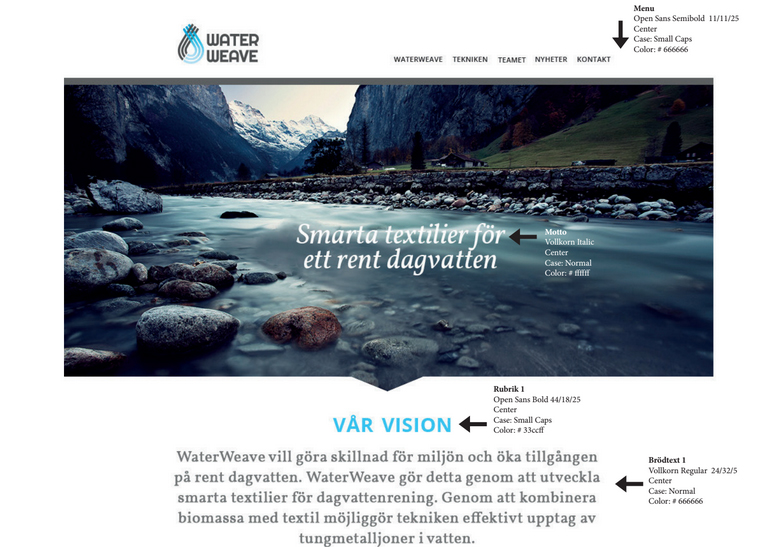 WATER
WEAVE
Menu
Open Sans Semibold 11/11/25
Center
Case: Small Caps
Color: # 666666
WATERWEAVE TEKNIKEN TEAMET NYHETER KONTAKT
Smarta textilier för
ett rent dagvatten
Motto
Vollkorn Italic
Center
Case: Normal
Color: # ffffff
Rubrik 1
Open Sans Bold 44/18/25
Center
Case: Small Caps
Color: # 33ccff
VÅR VISION
WaterWeave vill göra skillnad för miljön och öka tillgången
på rent dagvatten. WaterWeave gör detta genom att utveckla
smarta textilier för dagvattenrening. Genom att kombinera
biomassa med textil möjliggör tekniken effektivt upptag av
tungmetalljoner i vatten.
Brödtext 1
Vollkorn Regular 24/32/5
Center
Case: Normal
Color: # 666666